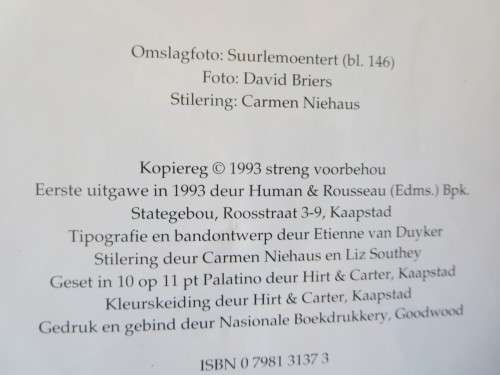 Omslagfoto: Suurlemoentert (bl. 146)
Foto: David Briers
Stilering: Carmen Niehaus
Kopiereg © 1993 streng voorbehou
Eerste uitgawe in 1993 deur Human & Rousseau (Edms.) Bpk.
Stategebou, Roosstraat 3-9, Kaapstad
Tipografie en bandontwerp deur Etienne van Duyker
Stilering deur Carmen Niehaus en Liz Southey
Geset in 10 op 11 pt Palatino deur Hirt & Carter, Kaapstad
Kleurskeiding deur Hirt & Carter, Kaapstad
Gedruk en gebind deur Nasionale Boekdrukkery, Goodwood
ISBN 0 7981 3137 3